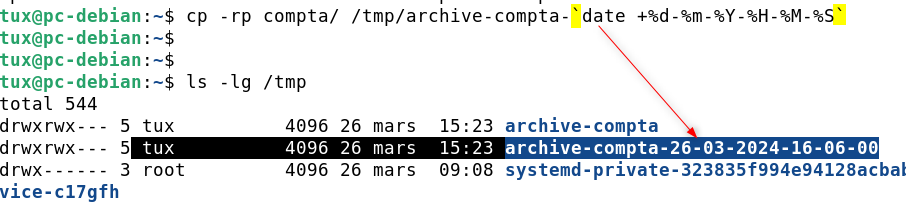 tux@pc-debian:~$ cp -rp compta/ /tmp/archive-compta-`date +%d-%m-%Y-%H-%M-%S`
tux@pc-debian:~$
tux@pc-debian:~$
tux@pc-debian:~$ ls -lg /tmp
total 544
drwxrwx--- 5 tux 4096 26 mars 15:23 archive-compta
drwxrwx--- 5 tux 4096 26 mars 15:23 archive-compta-26-03-2024-16-06-00
drwx------ 3 root 4096 26 mars 09:08 systemd-private-323835f994e94128acbab
vice-c17gfh